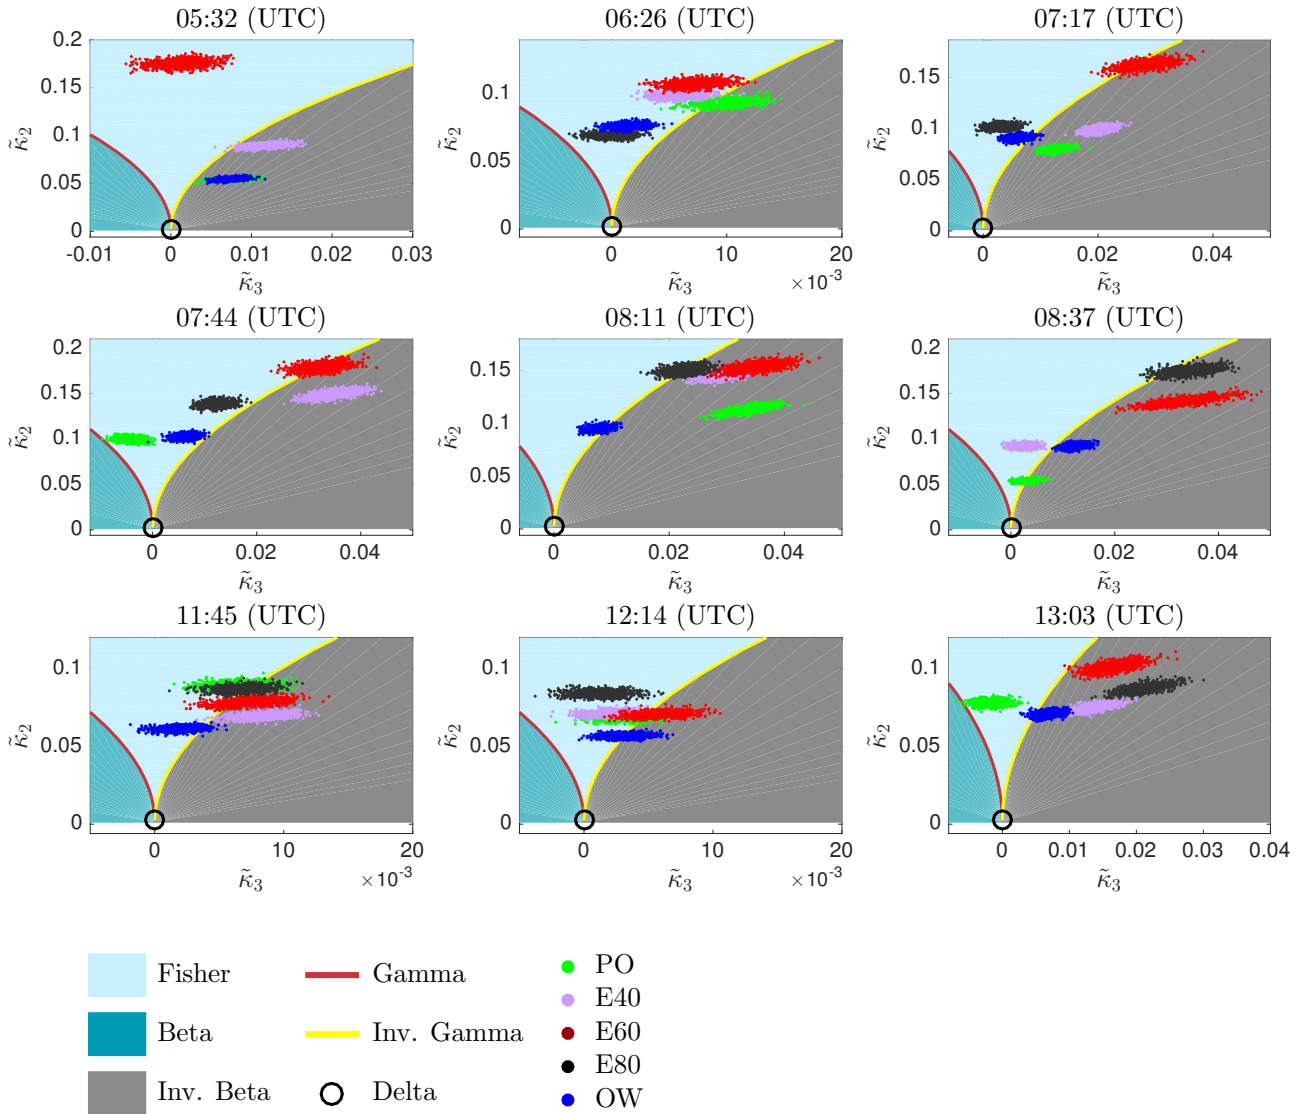 05:32 (UTC)
06:26 (UTC)
07:17 (UTC)
0.2
0.15
0.1
0.05
0
κ̃₂
-0.01
0
0.01
0.02
0.03
κ̃₃
0.1
0.05
0
κ̃₂
0
10
20
κ̃₃
×10⁻³
0.15
0.1
0.05
0
κ̃₂
0
0.02
0.04
κ̃₃
07:44 (UTC)
08:11 (UTC)
08:37 (UTC)
0.2
0.15
0.1
0.05
0
κ̃₂
0
0.02
0.04
κ̃₃
0.15
0.1
0.05
0
κ̃₂
0
0.02
0.04
κ̃₃
0.2
0.15
0.1
0.05
0
κ̃₂
0
0.02
0.04
κ̃₃
11:45 (UTC)
12:14 (UTC)
13:03 (UTC)
0.1
0.05
0
κ̃₂
0
10
20
κ̃₃
×10⁻³
0.1
0.05
0
κ̃₂
0
10
20
κ̃₃
×10⁻³
0.1
0.05
0
κ̃₂
0
0.01
0.02
0.03
0.04
κ̃₃
Fisher
Beta
Inv. Beta
Gamma
Inv. Gamma
Delta
PO
E40
E60
E80
OW